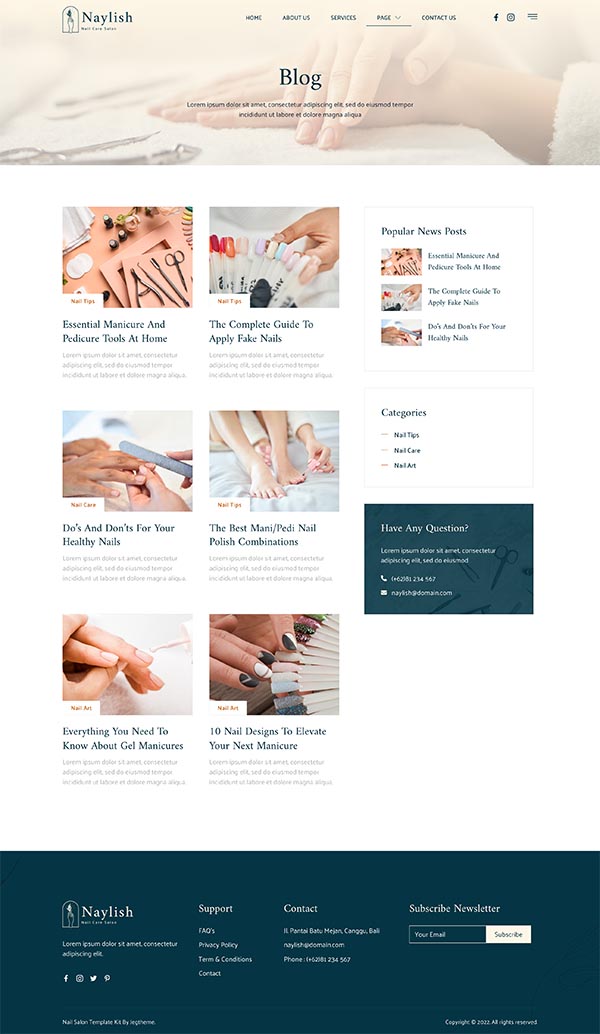 Naylish
Nail Care Salon
HOME
ABOUT US
SERVICES
PAGE
CONTACT US
Blog
Lorem ipsum dolor sit amet, consectetur adipiscing elit, sed do eiusmod tempor
incididunt ut labore et dolore magna aliqua
Nail Tips
Essential Manicure And
Pedicure Tools At Home
Lorem ipsum dolor sit amet, consectetur
adipiscing elit, sed do eiusmod tempor
incididunt ut labore et dolore magna aliqua.
Nail Tips
The Complete Guide To
Apply Fake Nails
Lorem ipsum dolor sit amet, consectetur
adipiscing elit, sed do eiusmod tempor
incididunt ut labore et dolore magna aliqua.
Nail Care
Do's And Don'ts For Your
Healthy Nails
Lorem ipsum dolor sit amet, consectetur
adipiscing elit, sed do eiusmod tempor
incididunt ut labore et dolore magna aliqua.
Nail Tips
The Best Mani/Pedi Nail
Polish Combinations
Lorem ipsum dolor sit amet, consectetur
adipiscing elit, sed do eiusmod tempor
incididunt ut labore et dolore magna aliqua.
Nail Art
Everything You Need To
Know About Gel Manicures
Lorem ipsum dolor sit amet, consectetur
adipiscing elit, sed do eiusmod tempor
incididunt ut labore et dolore magna aliqua.
Nail Art
10 Nail Designs To Elevate
Your Next Manicure
Lorem ipsum dolor sit amet, consectetur
adipiscing elit, sed do eiusmod tempor
incididunt ut labore et dolore magna aliqua.
Popular News Posts
Essential Manicure And
Pedicure Tools At Home
The Complete Guide To
Apply Fake Nails
Do's And Don'ts For Your
Healthy Nails
Categories
Nail Tips
Nail Care
Nail Art
Have Any Question?
Lorem ipsum dolor sit amet, consectetur
adipiscing elit, sed do eiusmod
(+62)81 234 567
naylish@domain.com
Naylish
Nail Care Salon
Lorem ipsum dolor sit amet, consectetur
adipiscing elit, sed do eiusmod.
Support
FAQ's
Privacy Policy
Term & Conditions
Contact
Contact
Jl. Pantai Batu Mejan, Canggu, Bali
naylish@domain.com
Phone : (+62)81 234 567
Subscribe Newsletter
Your Email
Subscribe
Nail Salon Template Kit By Jegtheme.
Copyright © 2022. All rights reserved.